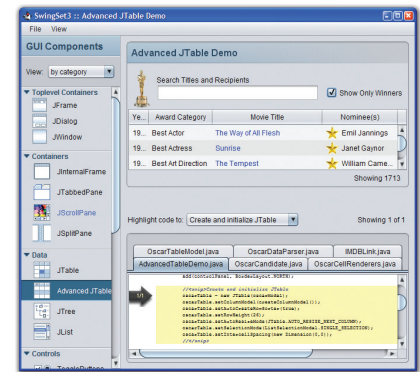 SwingSet3 :: Advanced JTable Demo
File View
GUI Components
View: by category
Toplevel Containers
JFrame
JDialog
JWindow
Containers
JInternalFrame
JTabbedPane
JScrollPane
JSplitPane
Data
JTable
Advanced JTable
JTree
JList
Controls
ToggleButtons
Advanced JTable Demo
Search Titles and Recipients
Show Only Winners
Ye... Award Category Movie Title Nominee(s)
19... Best Actor The Way of All Flesh Emil Jannings
19... Best Actress Sunrise Janet Gaynor
19... Best Art Direction The Tempest William Came...
Showing 1713
Highlight code to: Create and initialize JTable Showing 1 of 1
OscarTableModel.java OscarDataParser.java IMDBLink.java
AdvancedTableDemo.java OscarCandidate.java OscarCellRenderers.java
add(controlPanel, BorderLayout.NORTH);
1/1
//<snip>Create and initialize JTable
oscarTable = new JTable(oscarModel);
oscarTable.setColumnModel(createColumnModel());
oscarTable.setAutoCreateRowSorter(true);
oscarTable.setRowHeight(26);
oscarTable.setAutoResizeMode(JTable.AUTO_RESIZE_NEXT_COLUMN);
oscarTable.setSelectionMode(ListSelectionModel.SINGLE_SELECTION);
oscarTable.setIntercellSpacing(new Dimension(0,0));
//</snip>